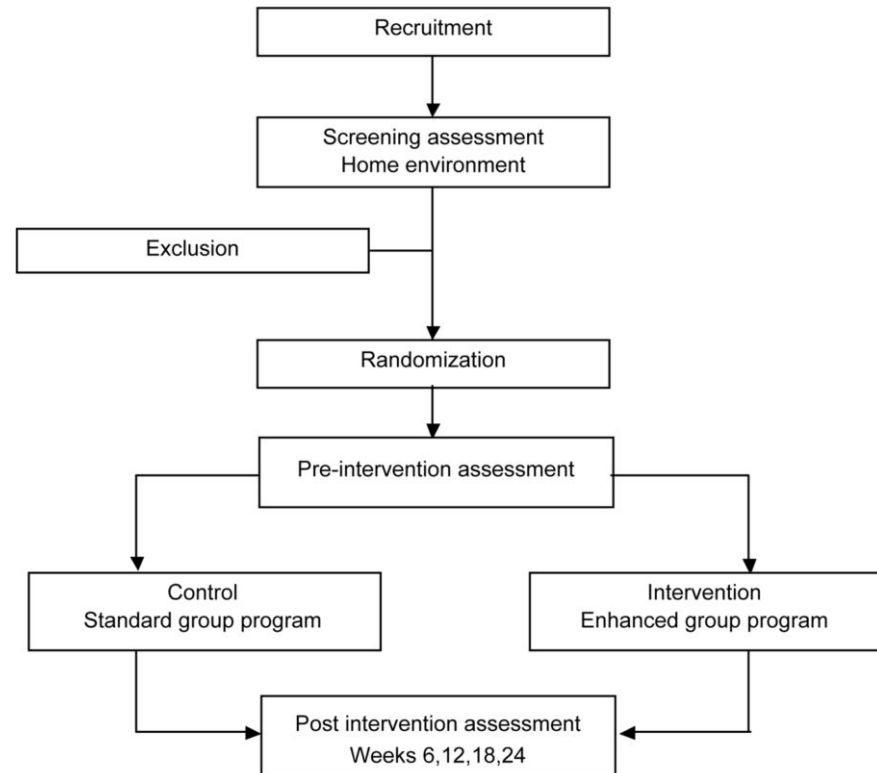 Recruitment
Screening assessment
Home environment
Exclusion
Randomization
Pre-intervention assessment
Control
Standard group program
Intervention
Enhanced group program
Post intervention assessment
Weeks 6,12,18,24